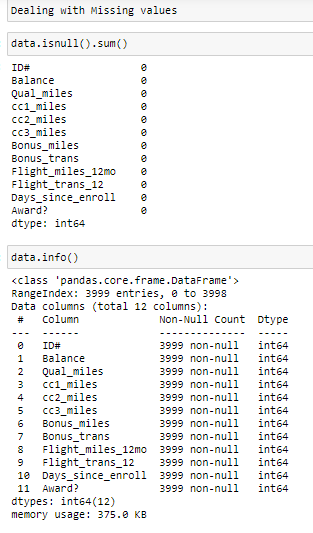 Dealing with Missing values
data.isnull().sum()
ID# 0
Balance 0
Qual_miles 0
cc1_miles 0
cc2_miles 0
cc3_miles 0
Bonus_miles 0
Bonus_trans 0
Flight_miles_12mo 0
Flight_trans_12 0
Days_since_enroll 0
Award? 0
dtype: int64
data.info()
<class 'pandas.core.frame.DataFrame'>
RangeIndex: 3999 entries, 0 to 3998
Data columns (total 12 columns):
# Column Non-Null Count Dtype
--- ------ -------------- -----
0 ID# 3999 non-null int64
1 Balance 3999 non-null int64
2 Qual_miles 3999 non-null int64
3 cc1_miles 3999 non-null int64
4 cc2_miles 3999 non-null int64
5 cc3_miles 3999 non-null int64
6 Bonus_miles 3999 non-null int64
7 Bonus_trans 3999 non-null int64
8 Flight_miles_12mo 3999 non-null int64
9 Flight_trans_12 3999 non-null int64
10 Days_since_enroll 3999 non-null int64
11 Award? 3999 non-null int64
dtypes: int64(12)
memory usage: 375.0 KB